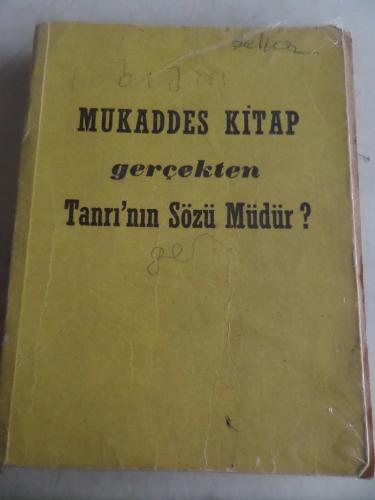 MUKADDES KİTAP
gerçekten
Tanrı'nın Sözü Müdür?